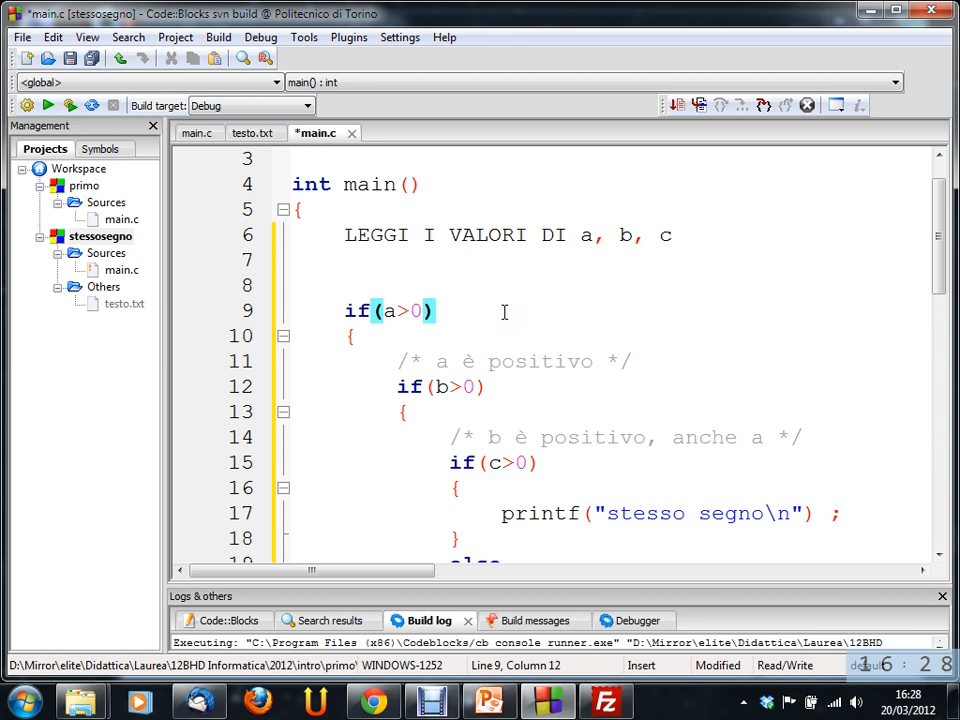 *main.c [stessosegno] - Code::Blocks svn build @ Politecnico di Torino
File Edit View Search Project Build Debug Tools Plugins Settings Help
<global> main() : int
Build target: Debug
Management
main.c testo.txt *main.c
Projects Symbols
Workspace
primo
Sources
main.c
stessosegno
Sources
main.c
Others
testo.txt
3
4 int main()
5 {
6 LEGGI I VALORI DI a, b, c
7
8
9 if(a>0)
10 {
11 /* a è positivo */
12 if(b>0)
13 {
14 /* b è positivo, anche a */
15 if(c>0)
16 {
17 printf("stesso segno\n") ;
18 }
19 else
Logs & others
Code::Blocks Search results Build log Build messages Debugger
Executing: "C:\Program Files (x86)\Codeblocks/cb_console_runner.exe" "D:\Mirror\elite\Didattica\Laurea\12BHD
D:\Mirror\elite\Didattica\Laurea\12BHD Informatica\2012\intro\primo\ WINDOWS-1252 Line 9, Column 12 Insert Modified Read/Write default
16:28
16:28
20/03/2012